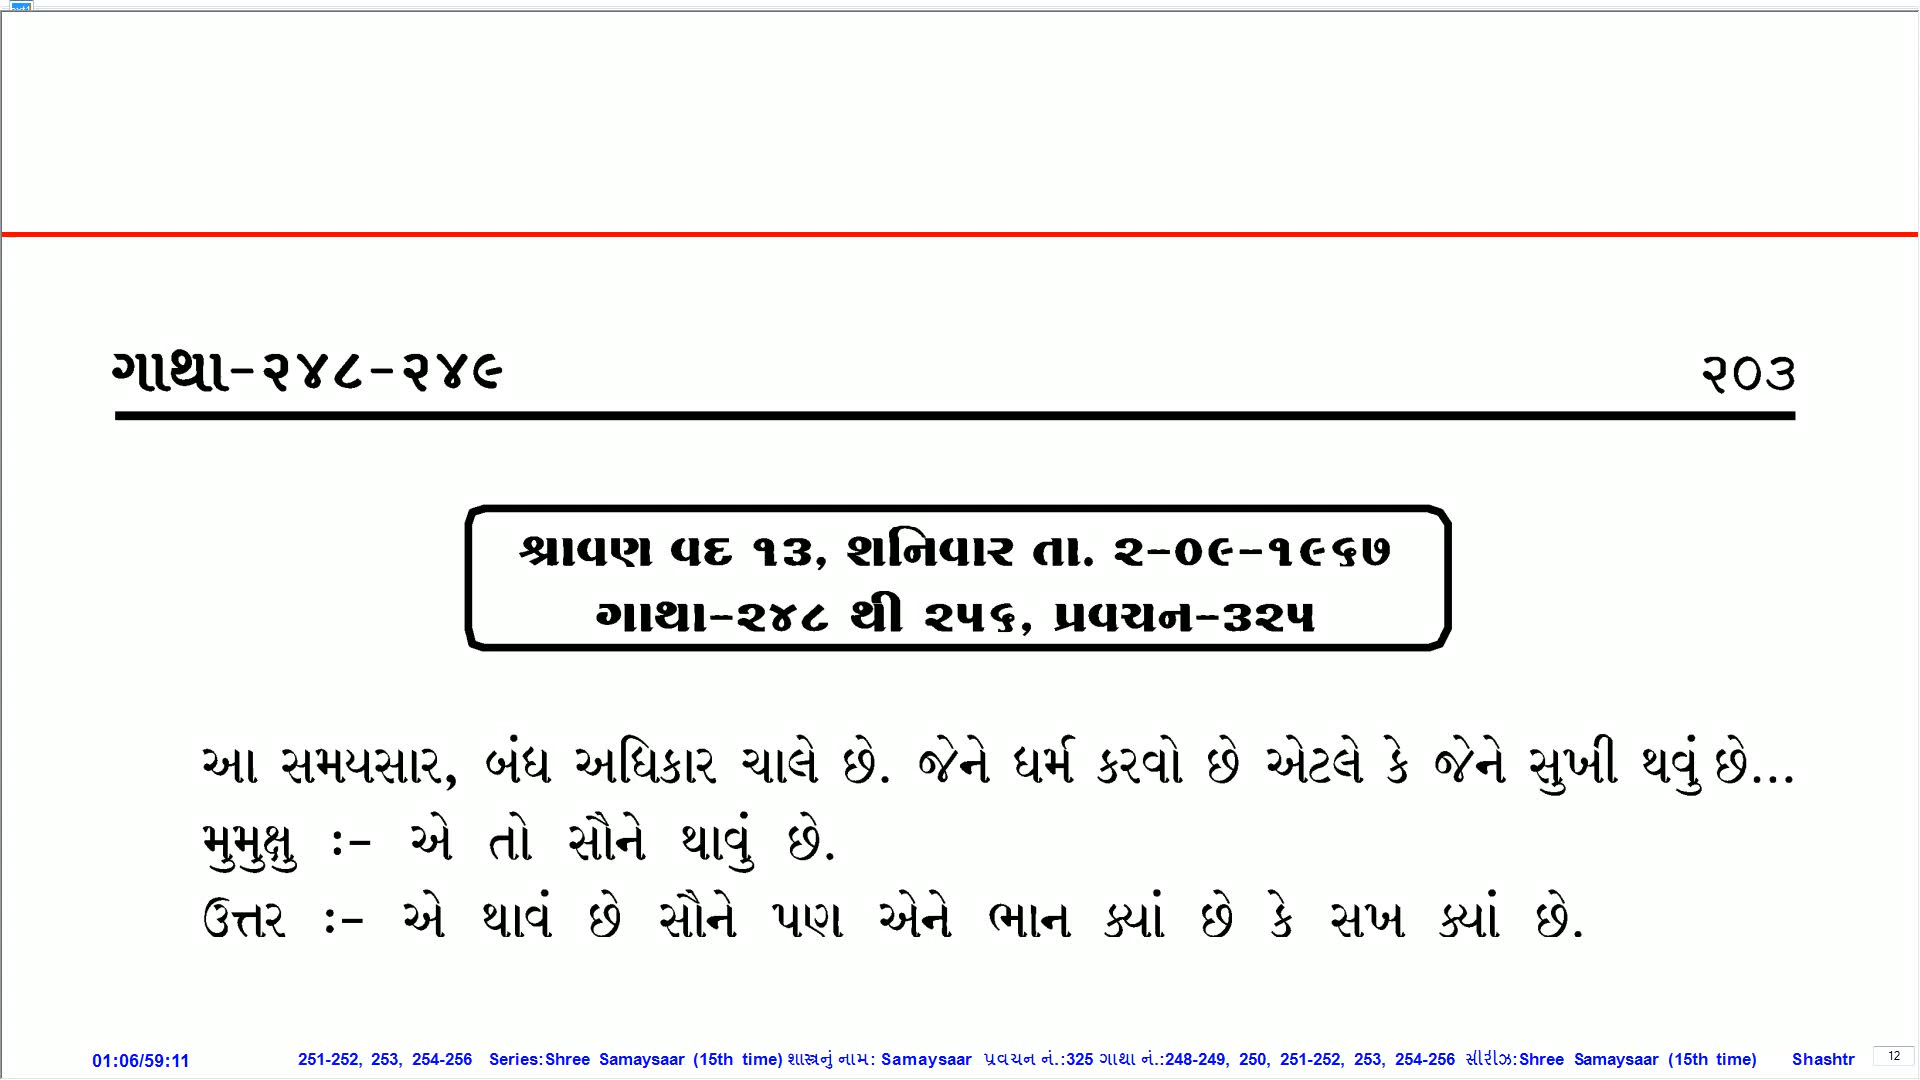 ગાથા-૨૪૮-૨૪૯ ૨૦૩
શ્રાવણ વદ ૧૩, શનિવાર તા. ૨-૦૯-૧૯૬૭
ગાથા-૨૪૮ થી ૨૫૬, પ્રવચન-૩૨૫
આ સમયસાર, બંધ અધિકાર ચાલે છે. જેને ધર્મ કરવો છે એટલે કે જેને સુખી થવું છે...
મુમુક્ષુ :- એ તો સૌને થાવું છે.
ઉત્તર :- એ થાવં છે સૌને પણ એને ભાન ક્યાં છે કે સખ ક્યાં છે.
01:06/59:11 251-252, 253, 254-256 Series:Shree Samaysaar (15th time) શાસ્ત્રનું નામ: Samaysaar પ્રવચન નં.:325 ગાથા નં.:248-249, 250, 251-252, 253, 254-256 સીરીઝ:Shree Samaysaar (15th time) Shashtr 12